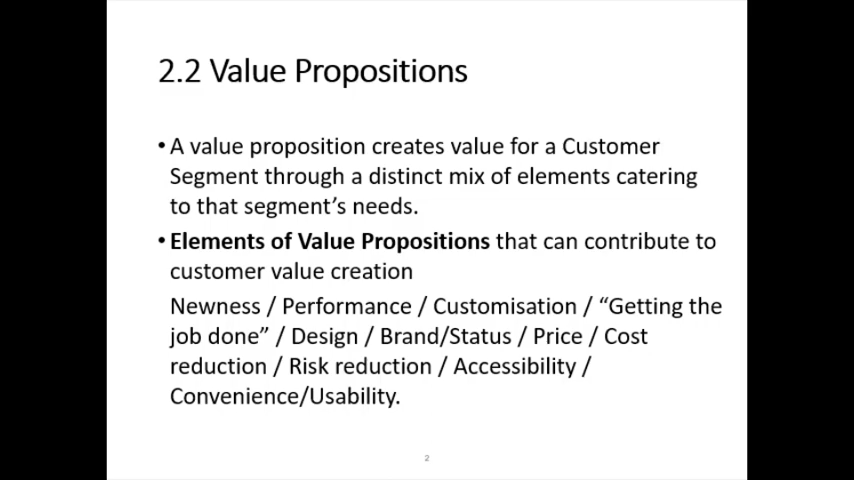 2.2 Value Propositions
•A value proposition creates value for a Customer
Segment through a distinct mix of elements catering
to that segment’s needs.
•Elements of Value Propositions that can contribute to
customer value creation
Newness / Performance / Customisation / “Getting the
job done” / Design / Brand/Status / Price / Cost
reduction / Risk reduction / Accessibility /
Convenience/Usability.
2